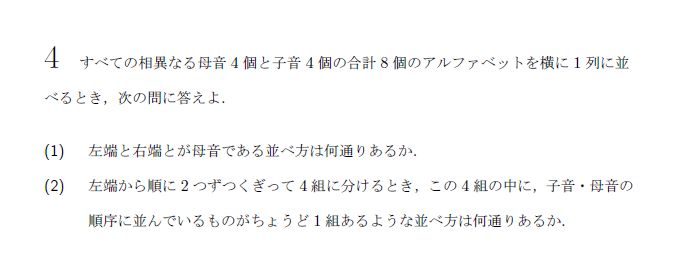 4 すべての相異なる母音 4 個と子音 4 個の合計 8 個のアルファベットを横に 1 列に並
べるとき，次の問に答えよ．
(1) 左端と右端とが母音である並べ方は何通りあるか．
(2) 左端から順に 2 つずつくぎって 4 組に分けるとき，この 4 組の中に，子音・母音の
順序に並んでいるものがちょうど 1 組あるような並べ方は何通りあるか．